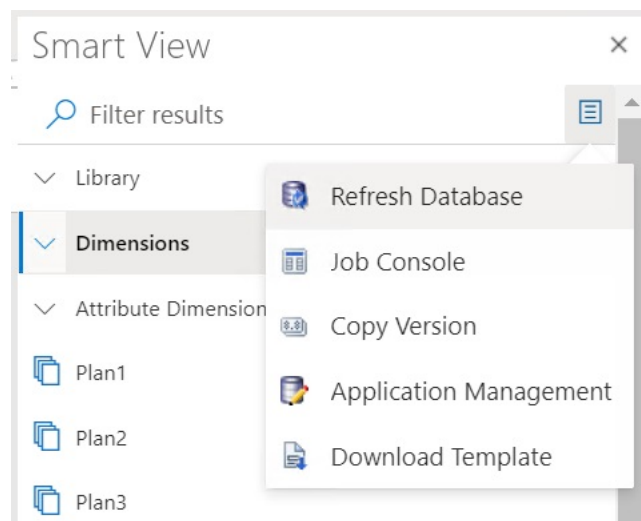 Smart View
Filter results
Library
Refresh Database
Dimensions
Job Console
Attribute Dimension
Copy Version
Plan1
Application Management
Plan2
Download Template
Plan3